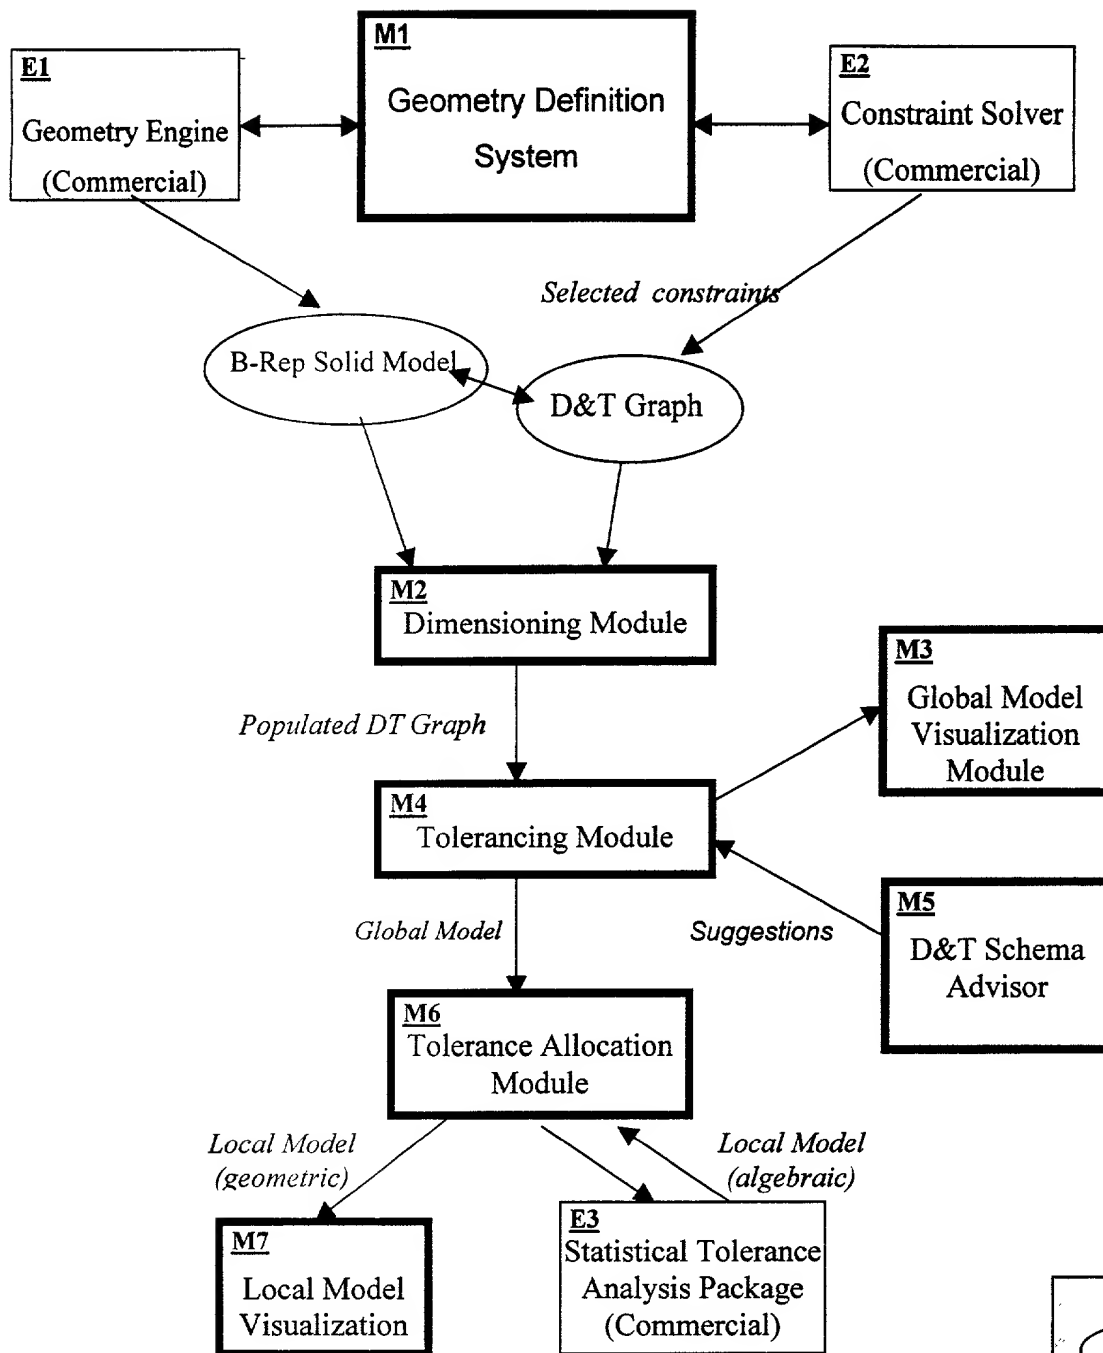 E1
Geometry Engine
(Commercial)
M1
Geometry Definition
System
E2
Constraint Solver
(Commercial)
Selected constraints
B-Rep Solid Model
D&T Graph
M2
Dimensioning Module
Populated DT Graph
M3
Global Model
Visualization
Module
M4
Tolerancing Module
Global Model
Suggestions
M5
D&T Schema
Advisor
M6
Tolerance Allocation
Module
Local Model
(geometric)
Local Model
(algebraic)
M7
Local Model
Visualization
E3
Statistical Tolerance
Analysis Package
(Commercial)